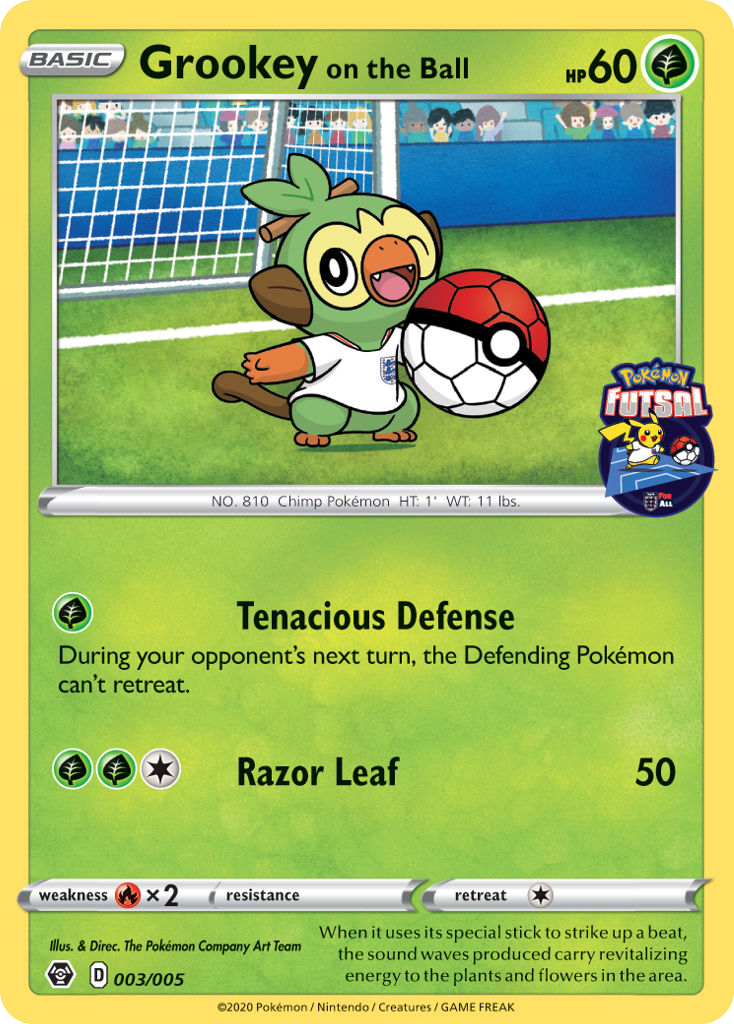 BASIC Grookey on the Ball HP60
Pokémon
FUTSAL
For
All
NO. 810 Chimp Pokémon HT: 1' WT: 11 lbs.
Tenacious Defense
During your opponent's next turn, the Defending Pokémon
can't retreat.
Razor Leaf 50
weakness ×2 resistance retreat
Illus. & Direc. The Pokémon Company Art Team
D 003/005
When it uses its special stick to strike up a beat,
the sound waves produced carry revitalizing
energy to the plants and flowers in the area.
©2020 Pokémon / Nintendo / Creatures / GAME FREAK